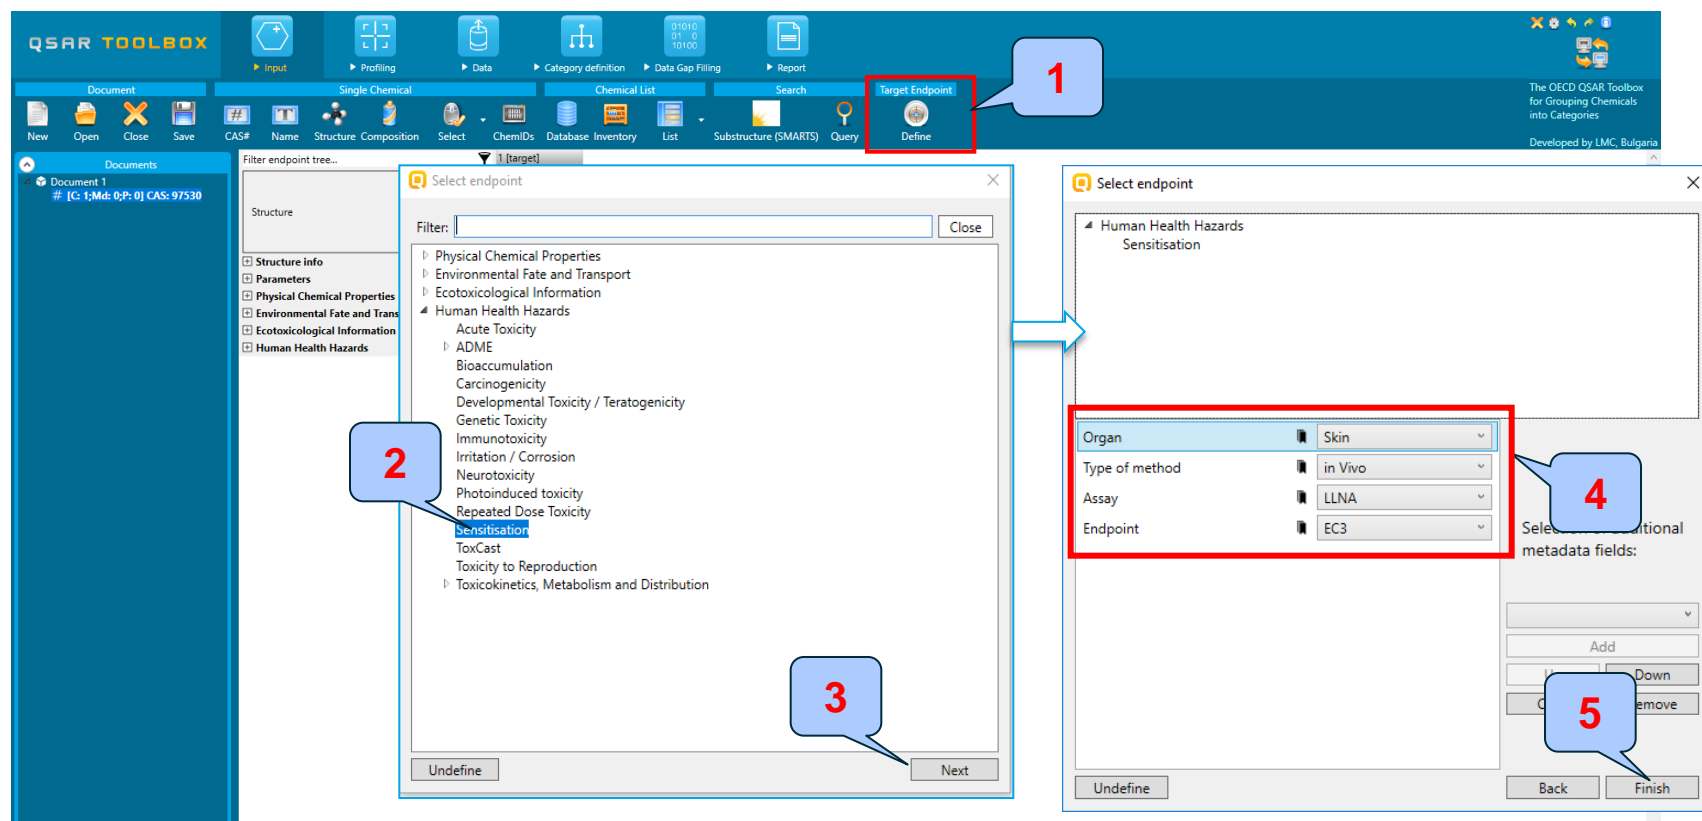 QSAR TOOLBOX
01010
01 0
10100
Input
Profiling
Data
Category definition
Data Gap Filling
Report
Document
Single Chemical
Chemical List
Search
Target Endpoint
The OECD QSAR Toolbox
for Grouping Chemicals
into Categories
Developed by LMC, Bulgaria
#
T
New
Open
Close
Save
CAS#
Name
Structure
Composition
Select
ChemIDs
Database
Inventory
List
Substructure (SMARTS)
Query
Define
1
Documents
Document 1
# [C: 1;Md: 0;P: 0] CAS: 97530
Filter endpoint tree...
1 [target]
Structure
Structure info
Parameters
Physical Chemical Properties
Environmental Fate and Trans
Ecotoxicological Information
Human Health Hazards
Select endpoint
Filter:
Close
Physical Chemical Properties
Environmental Fate and Transport
Ecotoxicological Information
Human Health Hazards
Acute Toxicity
ADME
Bioaccumulation
Carcinogenicity
Developmental Toxicity / Teratogenicity
Genetic Toxicity
Immunotoxicity
Irritation / Corrosion
Neurotoxicity
Photoinduced toxicity
Repeated Dose Toxicity
Sensitisation
ToxCast
Toxicity to Reproduction
Toxicokinetics, Metabolism and Distribution
2
3
Undefine
Next
Select endpoint
Human Health Hazards
Sensitisation
Organ
Skin
Type of method
in Vivo
Assay
LLNA
Endpoint
EC3
4
metadata fields:
Add
Down
5
Undefine
Back
Finish